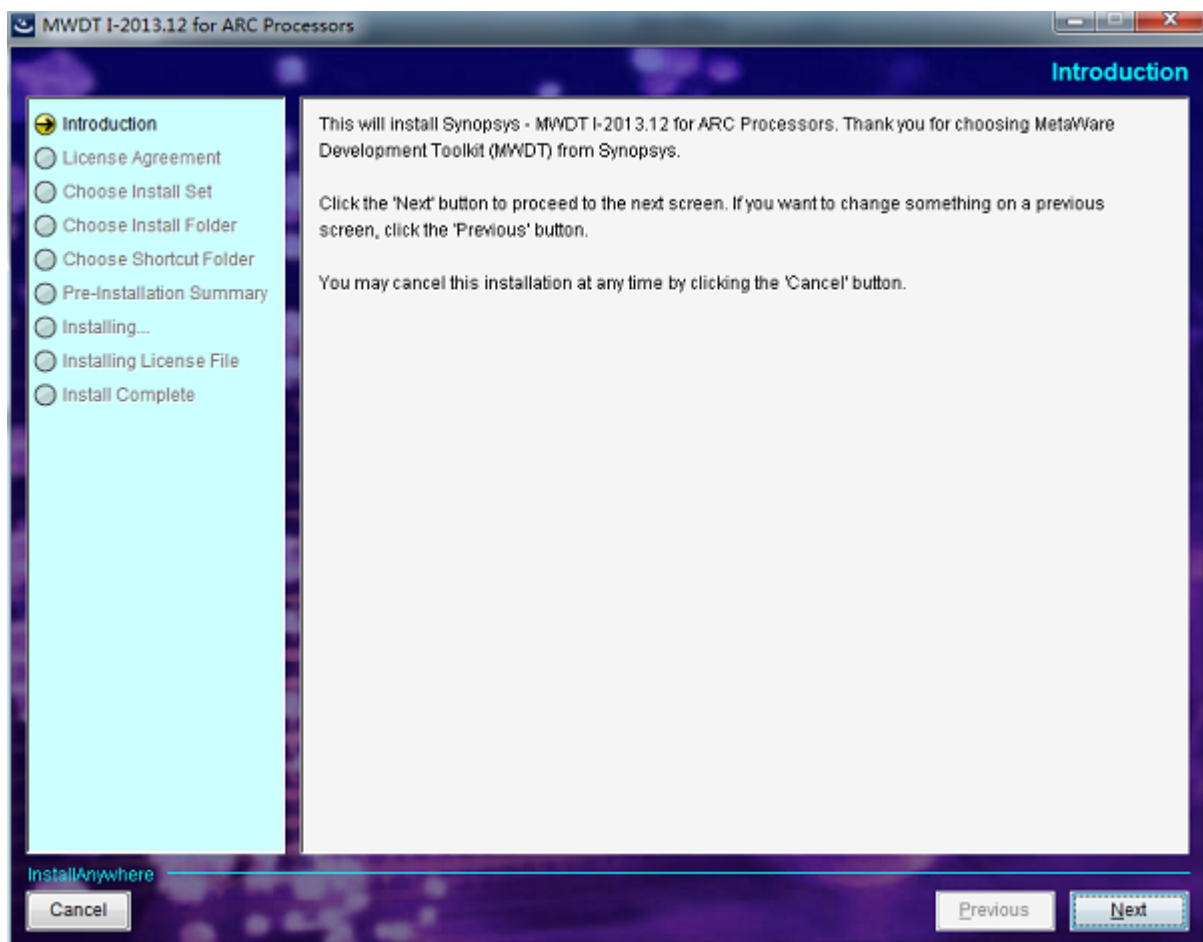 MWDT I-2013.12 for ARC Processors
Introduction
Introduction
License Agreement
Choose Install Set
Choose Install Folder
Choose Shortcut Folder
Pre-Installation Summary
Installing...
Installing License File
Install Complete
This will install Synopsys - MWDT I-2013.12 for ARC Processors. Thank you for choosing MetaWare
Development Toolkit (MWDT) from Synopsys.
Click the 'Next' button to proceed to the next screen. If you want to change something on a previous
screen, click the 'Previous' button.
You may cancel this installation at any time by clicking the 'Cancel' button.
InstallAnywhere
Cancel
Previous
Next